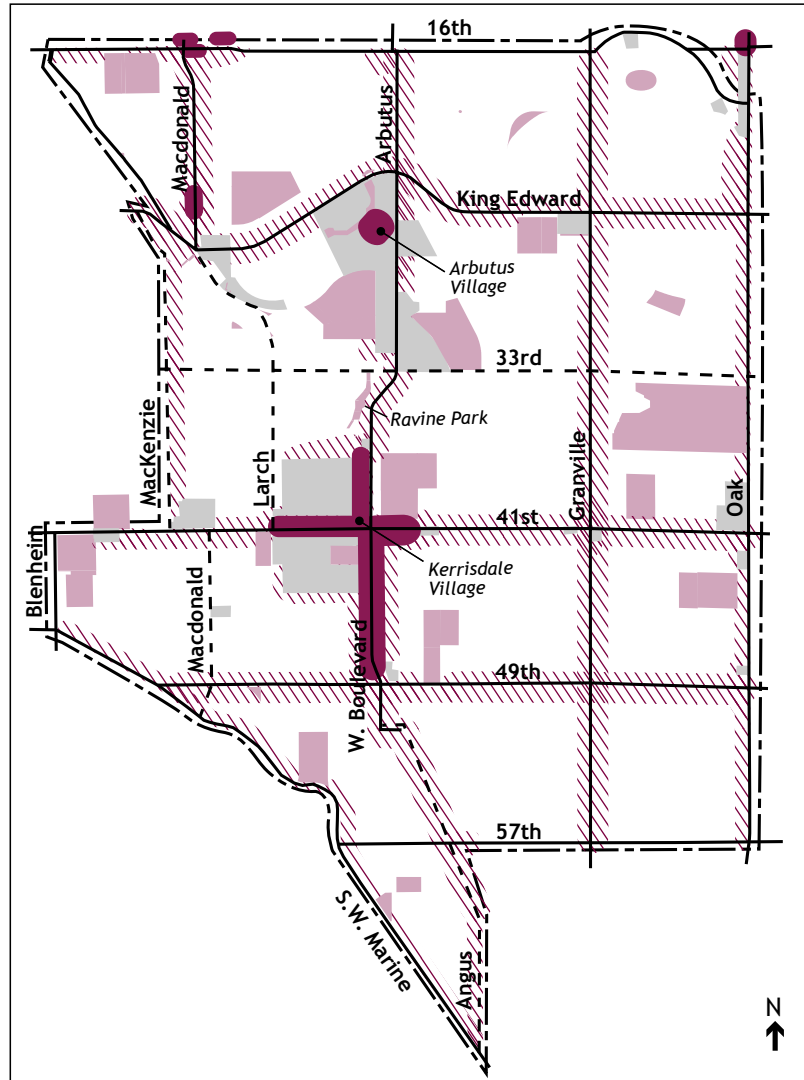 16th
Macdonald
Arbutus
King Edward
Arbutus
Village
33rd
MacKenzie
Larch
Ravine Park
Granville
Oak
41st
Blenheim
Macdonald
Kerrisdale
Village
W. Boulevard
49th
57th
S.W. Marine
Angus
N